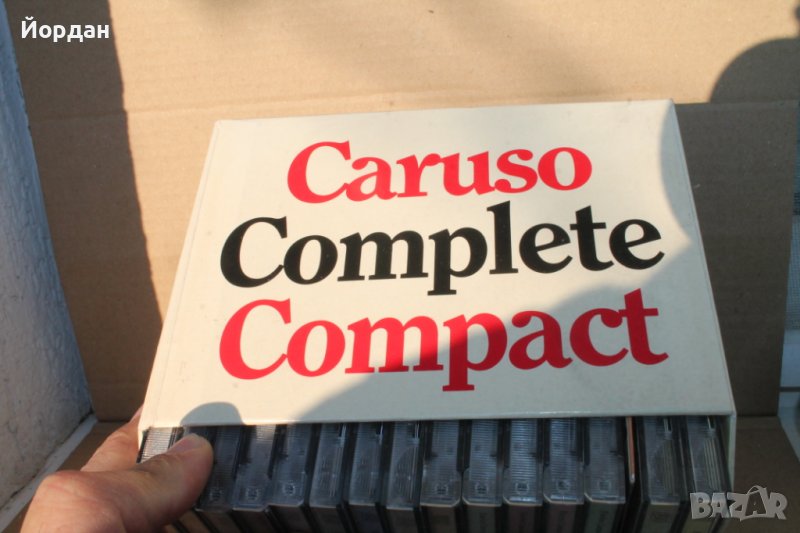 Йордан
Caruso
Complete
Compact
BAZAR